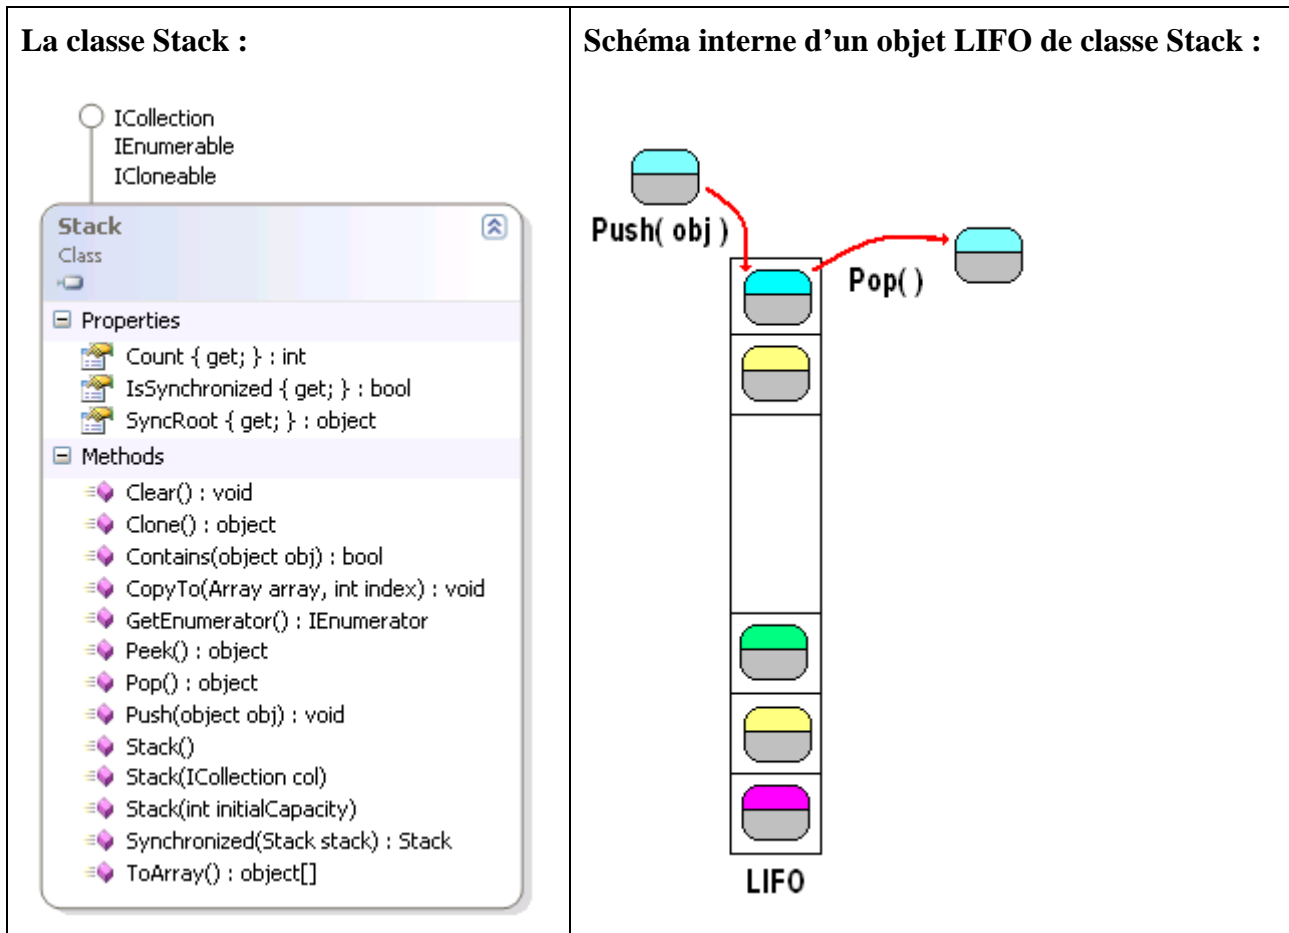 La classe Stack :
ICollection
IEnumerable
ICloneable
Stack
Class
Properties
Count { get; } : int
IsSynchronized { get; } : bool
SyncRoot { get; } : object
Methods
Clear() : void
Clone() : object
Contains(object obj) : bool
CopyTo(Array array, int index) : void
GetEnumerator() : IEnumerator
Peek() : object
Pop() : object
Push(object obj) : void
Stack()
Stack(ICollection col)
Stack(int initialCapacity)
Synchronized(Stack stack) : Stack
ToArray() : object[]
Schéma interne d’un objet LIFO de classe Stack :
Push( obj )
Pop( )
LIFO